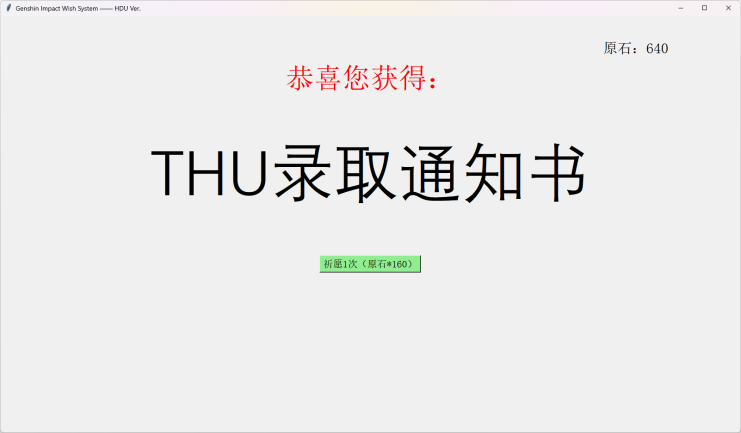 Genshin Impact Wish System —— HDU Ver.
原石：640
恭喜您获得：
THU录取通知书
祈愿1次（原石*160）